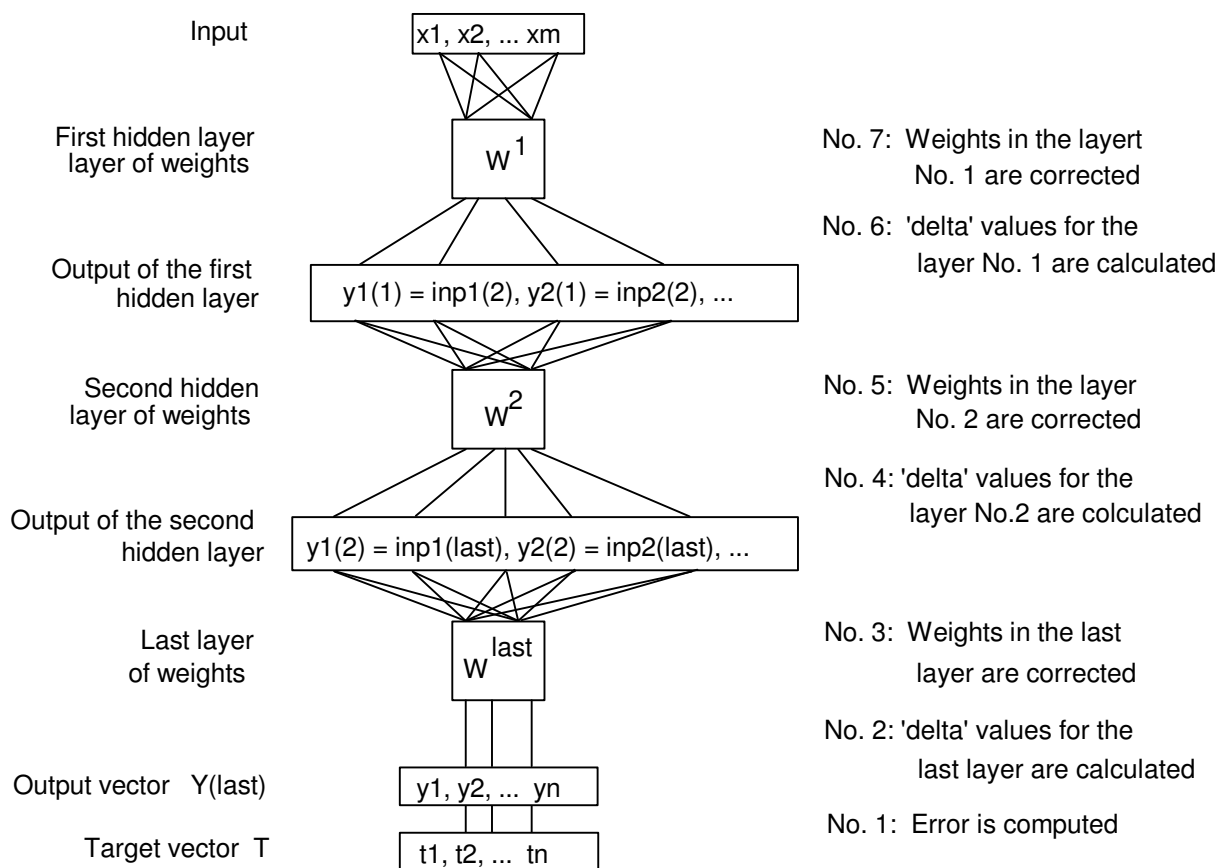 Input
x1, x2, ... xm
First hidden layer
layer of weights
W^1
No. 7: Weights in the layert
No. 1 are corrected
No. 6: 'delta' values for the
layer No. 1 are calculated
Output of the first
hidden layer
y1(1) = inp1(2), y2(1) = inp2(2), ...
Second hidden
layer of weights
W^2
No. 5: Weights in the layer
No. 2 are corrected
No. 4: 'delta' values for the
layer No.2 are colculated
Output of the second
hidden layer
y1(2) = inp1(last), y2(2) = inp2(last), ...
Last layer
of weights
W^last
No. 3: Weights in the last
layer are corrected
No. 2: 'delta' values for the
last layer are calculated
Output vector Y(last)
y1, y2, ... yn
No. 1: Error is computed
Target vector T
t1, t2, ... tn